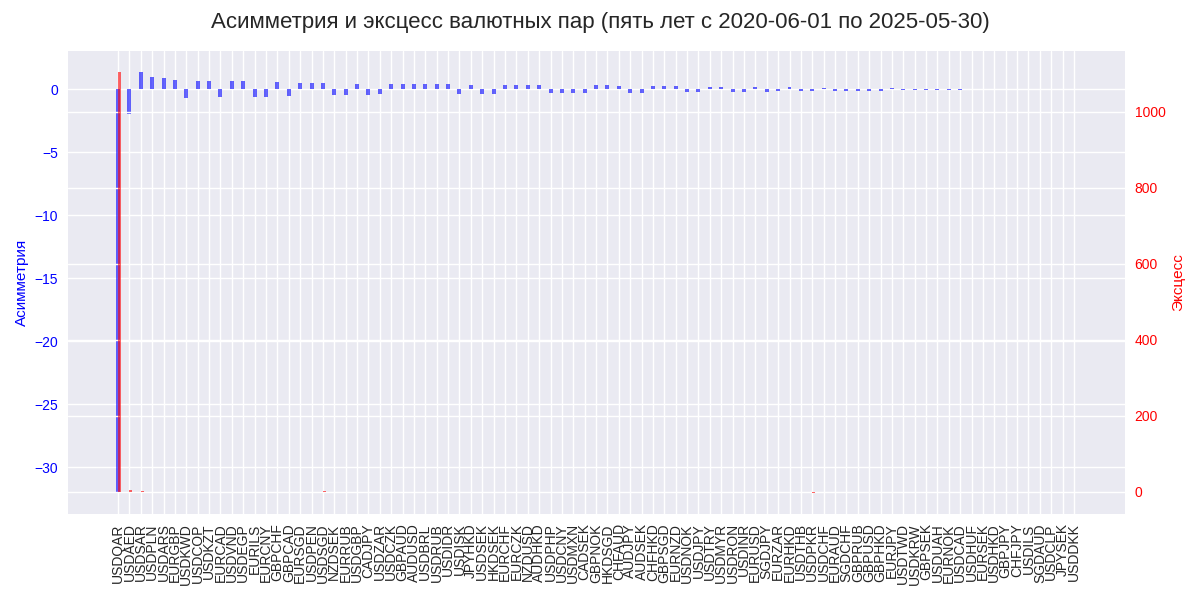 Асимметрия и эксцесс валютных пар (пять лет с 2020-06-01 по 2025-05-30)
0
−5
−10
−15
−20
−25
−30
Асимметрия
1000
800
600
400
200
0
Эксцесс
USDOAR
USDAED
USDSAR
USDPLN
USDARS
EURGBP
USDKWD
USDCOP
USDKZT
EURCAD
USDVND
USDEGP
EURILS
EURCNY
GBPCHF
GBPCAD
EURSGD
USDPEN
USDSGD
NZDSEK
EURRUB
USDGBP
CADJPY
USDZAR
USDCZK
GBPAUD
AUDUSD
USDBRL
USDRUB
USDIDR
USDISK
JPYHKD
USDSEK
HKDSEK
EURCHF
EURCZK
NZDUSD
AUDHKD
USDPHP
USDCNY
USDMXN
CADSEK
GBPNOK
HKDSGD
CHFAUD
AUDJPY
AUDSEK
CHFHKD
GBPSGD
EURNZD
USDNOK
USDJPY
USDTRY
USDMYR
USDRON
USDINR
EURUSD
SGDJPY
EURZAR
EURHKD
USDTHB
USDPKR
USDCHF
EURAUD
SGDCHF
GBPRUB
GBPUSD
GBPHKD
EURJPY
USDTWD
USDKRW
GBPSEK
USDUAH
EURNOK
USDCAD
USDHUF
EURSEK
USDHKD
GBPJPY
CHFJPY
USDILS
SGDAUD
USDCLP
JPYSEK
USDDKK